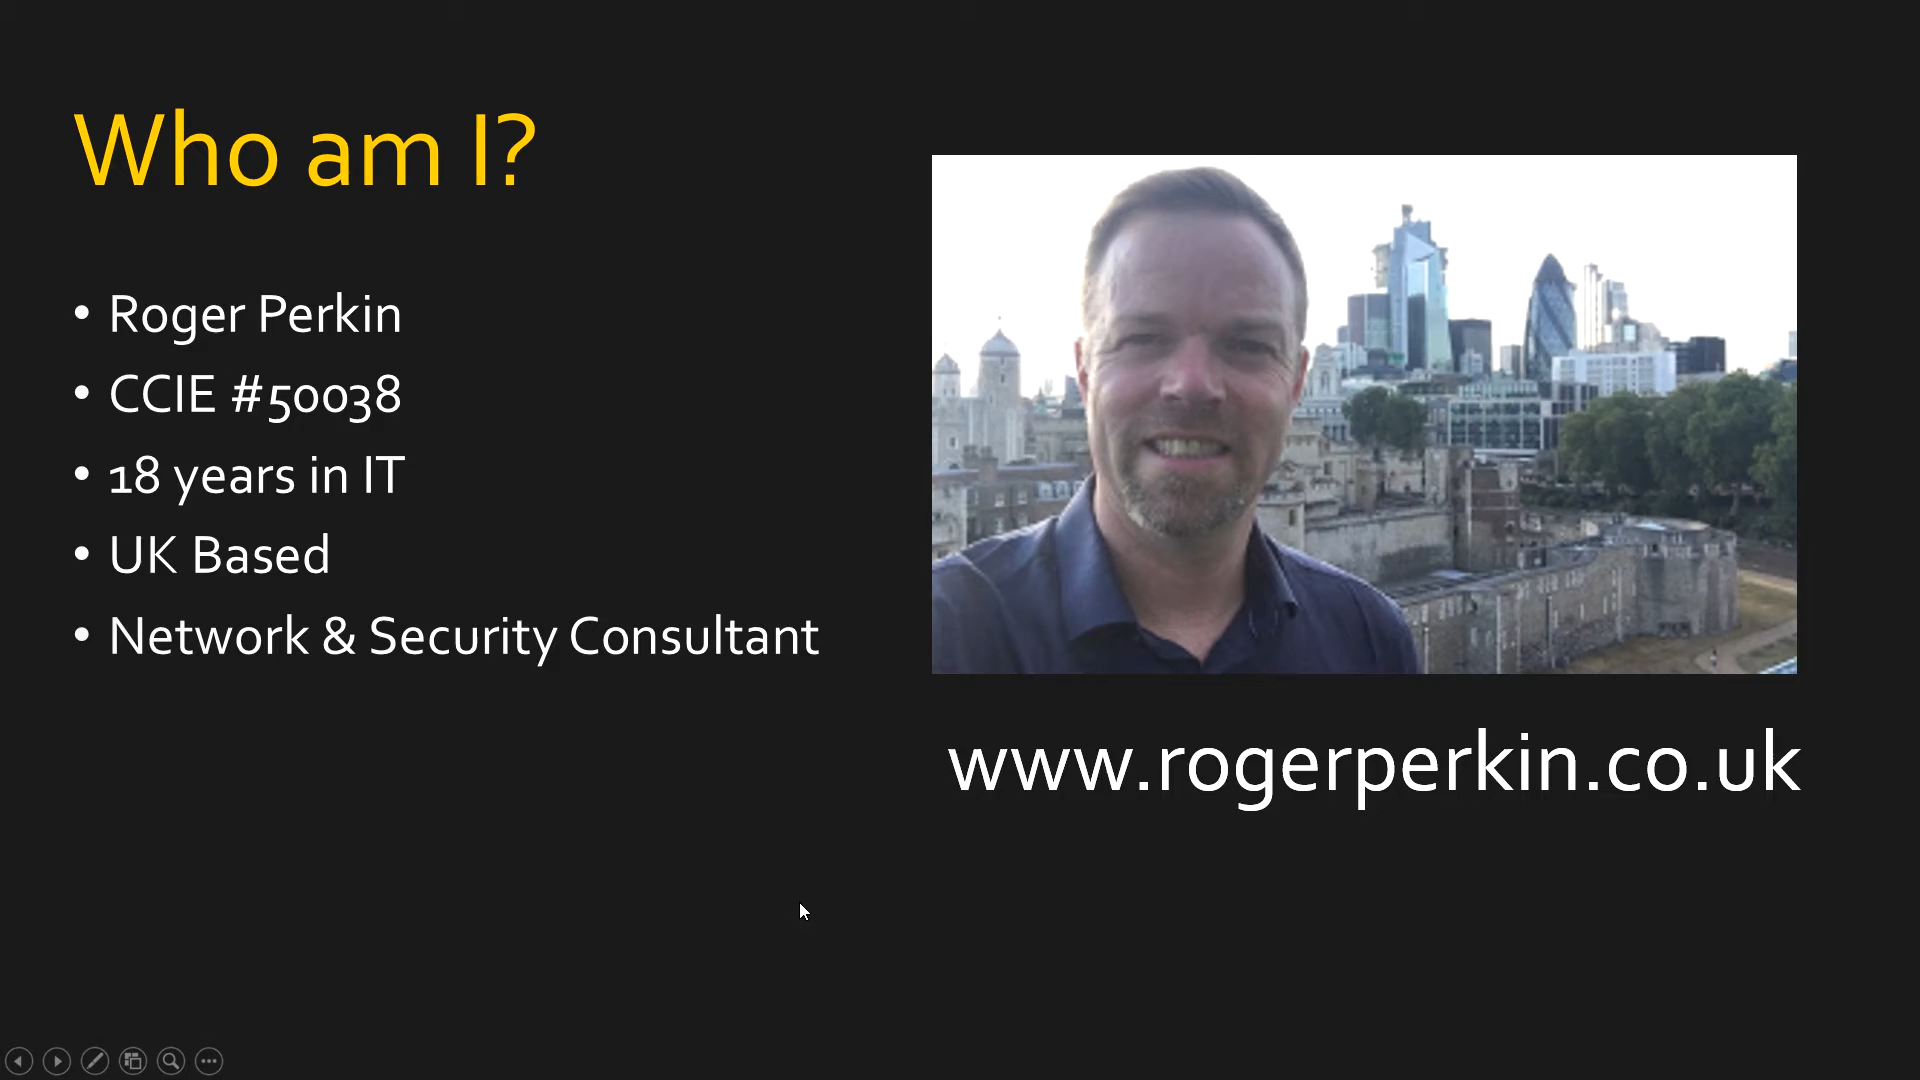 Who am I?
• Roger Perkin
• CCIE #50038
• 18 years in IT
• UK Based
• Network & Security Consultant
www.rogerperkin.co.uk